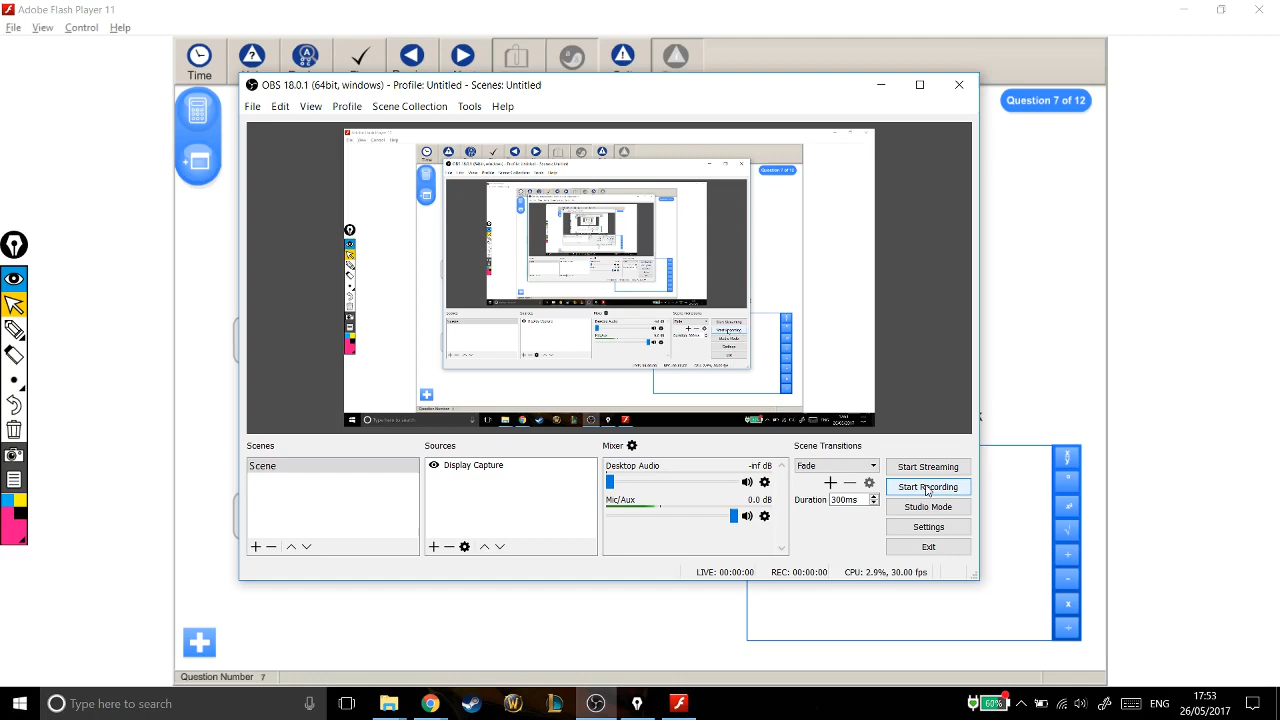 Adobe Flash Player 11
File View Control Help
Time
Question 7 of 12
OBS 18.0.1 (64bit, windows) - Profile: Untitled - Scenes: Untitled
File Edit View Profile Scene Collection Tools Help
Scenes
Sources
Mixer
Scene Transitions
Scene
Display Capture
Desktop Audio -inf dB
Mic/Aux 0.0 dB
Fade
Duration 300ms
Start Streaming
Start Recording
Studio Mode
Settings
Exit
LIVE: 00:00:00 REC: 00:00:00 CPU: 2.9%, 30.00 fps
Question Number 7
Type here to search
60%
ENG
17:53
26/05/2017